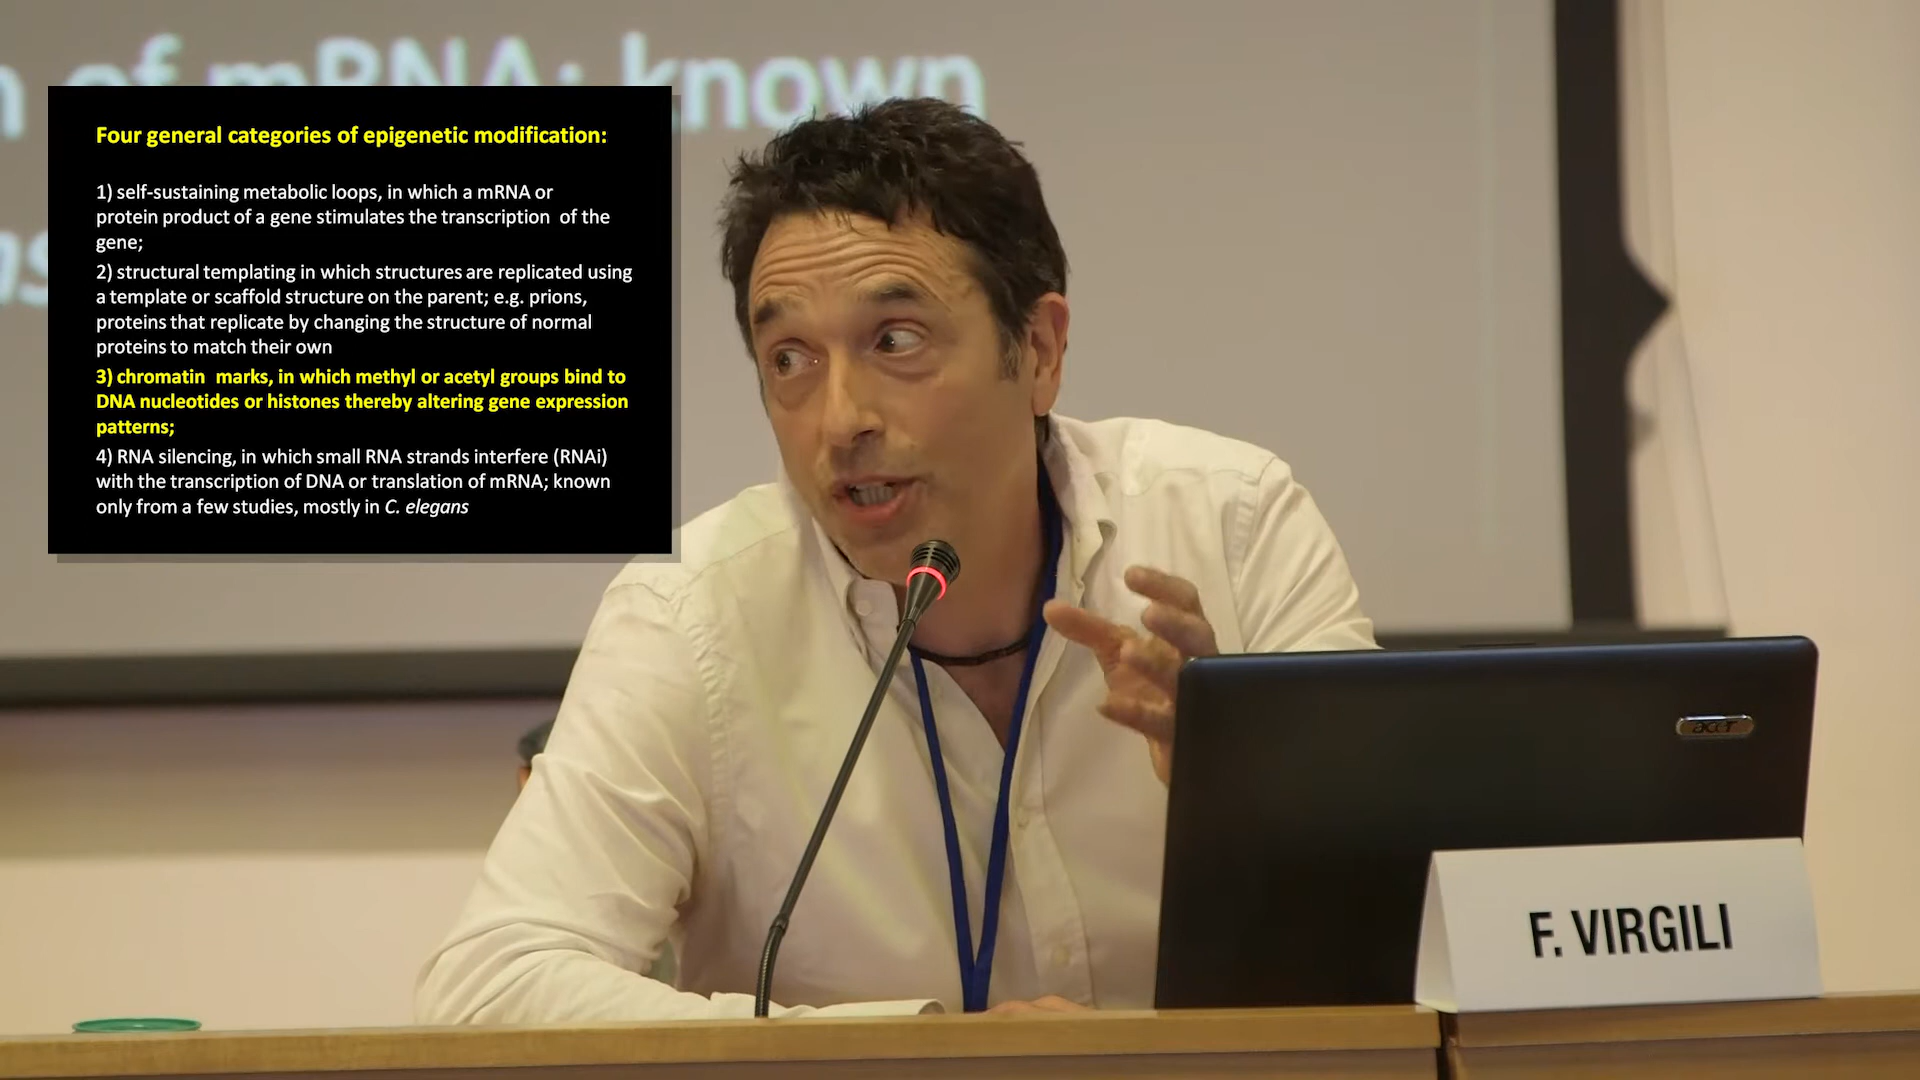 of mRNA; known
Four general categories of epigenetic modification:
1) self-sustaining metabolic loops, in which a mRNA or
protein product of a gene stimulates the transcription of the
gene;
2) structural templating in which structures are replicated using
a template or scaffold structure on the parent; e.g. prions,
proteins that replicate by changing the structure of normal
proteins to match their own
3) chromatin marks, in which methyl or acetyl groups bind to
DNA nucleotides or histones thereby altering gene expression
patterns;
4) RNA silencing, in which small RNA strands interfere (RNAi)
with the transcription of DNA or translation of mRNA; known
only from a few studies, mostly in C. elegans
acer
F. VIRGILI